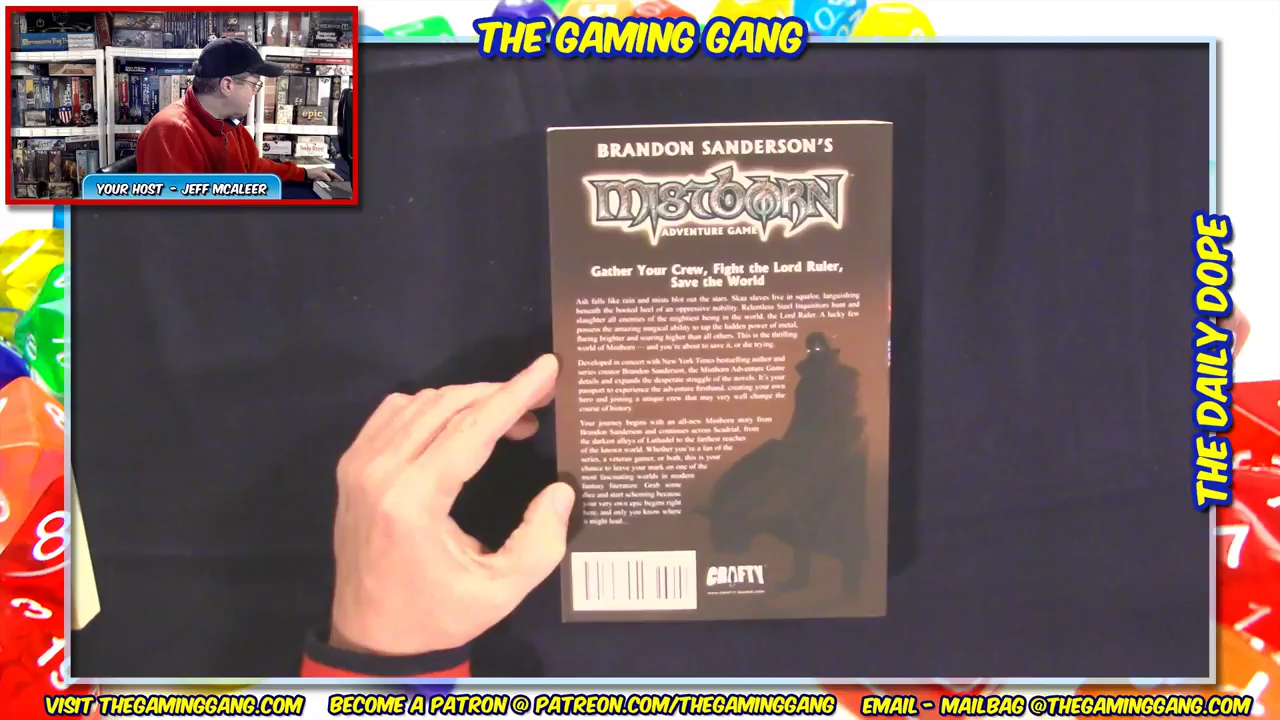 THE GAMING GANG
YOUR HOST - JEFF MCALEER
epic
BRANDON SANDERSON'S
MISTBORN
ADVENTURE GAME
Gather Your Crew, Fight the Lord Ruler,
Save the World
Ash falls like rain and mists blot out the stars. Skaa slaves live in squalor, languishing
beneath the booted heel of an oppressive nobility. Relentless Steel Inquisitors hunt and
slaughter all enemies of the mightiest being in the world, the Lord Ruler. A lucky few
possess the amazing magical ability to tap the hidden power of metal,
flaring brighter and soaring higher than all others. This is the thrilling
world of Mistborn — and you're about to save it, or die trying.
Developed in concert with New York Times bestselling author and
series creator Brandon Sanderson, the Mistborn Adventure Game
details and expands the desperate struggle of the novels. It's your
passport to experience the adventure firsthand, creating your own
hero and joining a unique crew that may very well change the
course of history.
Your journey begins with an all-new Mistborn story from
Brandon Sanderson and continues across Scadrial, from
the darkest alleys of Luthadel to the farthest reaches
of the known world. Whether you're a fan of the
series, a veteran gamer, or both, this is your
chance to leave your mark on one of the
most fascinating worlds in modern
fantasy literature. Grab some
dice and start scheming because
your very own epic begins right
here, and only you know where
it might lead...
CRAFTY
www.crafty-games.com
THE DAILY DOPE
VISIT THEGAMINGGANG.COM BECOME A PATRON @ PATREON.COM/THEGAMINGGANG EMAIL - MAILBAG @THEGAMINGGANG.COM